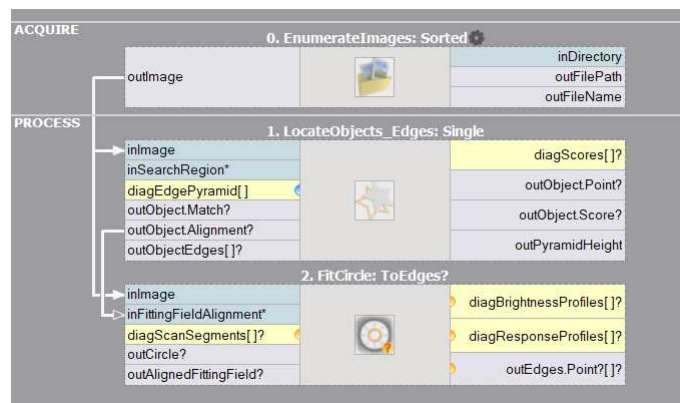 ACQUIRE
0. EnumerateImages: Sorted
outImage
inDirectory
outFilePath
outFileName
PROCESS
1. LocateObjects_Edges: Single
inImage
inSearchRegion*
diagEdgePyramid[ ]
outObject.Match?
outObject.Alignment?
outObjectEdges[ ]?
diagScores[ ]?
outObject.Point?
outObject.Score?
outPyramidHeight
2. FitCircle: ToEdges?
inImage
inFittingFieldAlignment*
diagScanSegments[ ]?
outCircle?
outAlignedFittingField?
diagBrightnessProfiles[ ]?
diagResponseProfiles[ ]?
outEdges.Point?[ ]?